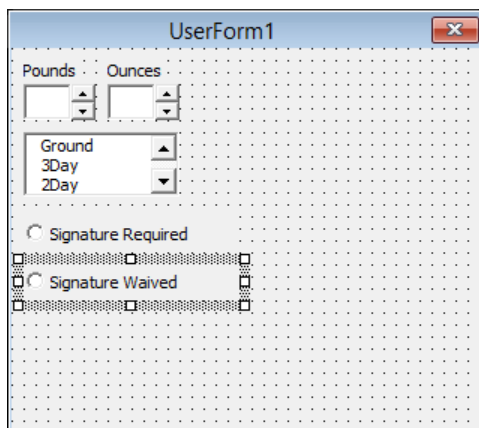 UserForm1
Pounds Ounces
Ground
3Day
2Day
Signature Required
Signature Waived